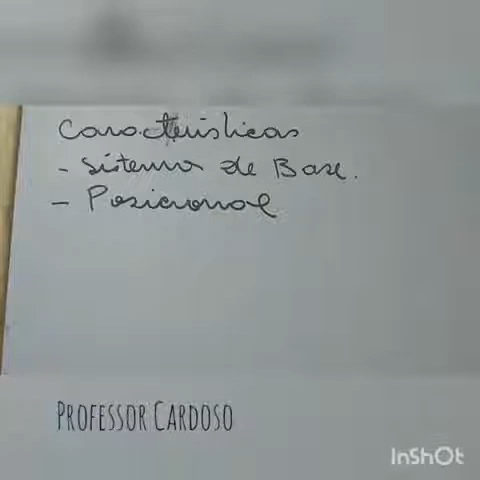 Características
- Sistema de Base.
- Posicional
PROFESSOR CARDOSO
InShOt